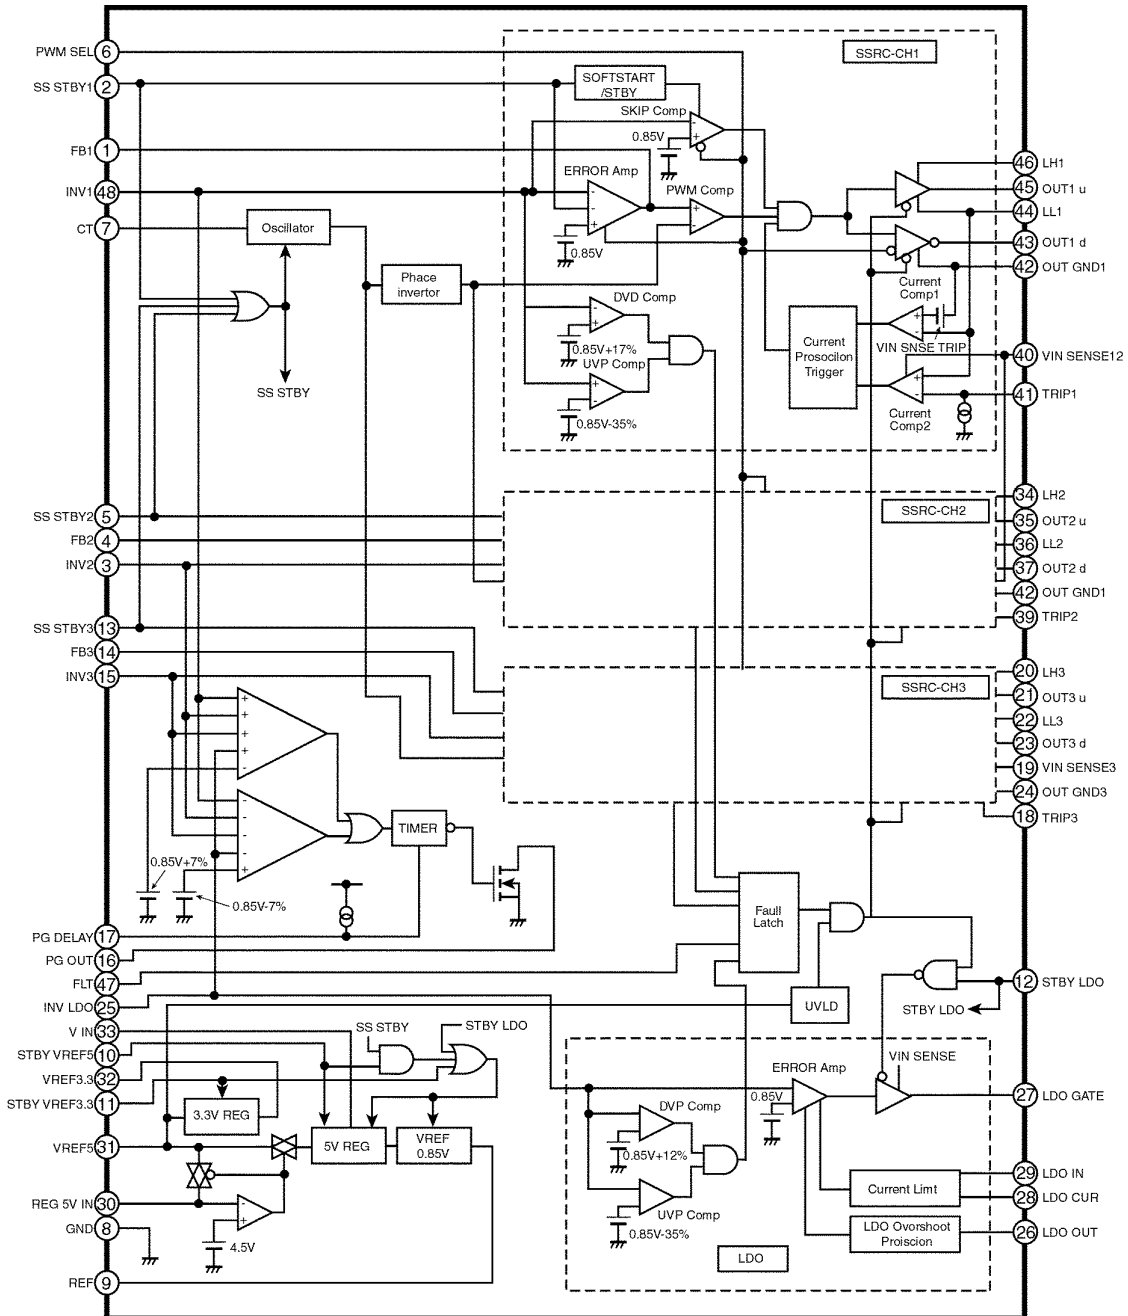 PWM SEL 6
SS STBY1 2
FB1 1
INV1 48
CT 7
SS STBY2 5
FB2 4
INV2 3
SS STBY3 13
FB3 14
INV3 15
PG DELAY 17
PG OUT 16
FLT 47
INV LDO 25
V IN 33
STBY VREF5 10
VREF3.3 32
STBY VREF3.3 11
VREF5 31
REG 5V IN 30
GND 8
REF 9
Oscillator
Phace
invertor
SS STBY
SSRC-CH1
SOFTSTART
/STBY
SKIP Comp
-
+
0.85V
ERROR Amp
-
-
+
0.85V
PWM Comp
+
-
DVD Comp
-
+
0.85V+17%
UVP Comp
+
-
0.85V-35%
Current
Comp1
+
-
VIN SNSE TRIP
Current
Prosocilon
Trigger
+
-
Current
Comp2
46 LH1
45 OUT1 u
44 LL1
43 OUT1 d
42 OUT GND1
40 VIN SENSE12
41 TRIP1
SSRC-CH2
34 LH2
35 OUT2 u
36 LL2
37 OUT2 d
42 OUT GND1
39 TRIP2
SSRC-CH3
20 LH3
21 OUT3 u
22 LL3
23 OUT3 d
19 VIN SENSE3
24 OUT GND3
18 TRIP3
+
+
+
+
-
-
-
-
-
+
0.85V+7%
0.85V-7%
TIMER
Faull
Latch
UVLD
12 STBY LDO
STBY LDO
SS STBY
STBY LDO
3.3V REG
5V REG
VREF
0.85V
-
+
4.5V
ERROR Amp
0.85V
VIN SENSE
DVP Comp
0.85V+12%
UVP Comp
0.85V-35%
Current Limt
LDO Ovorshoot
Proiscion
LDO
27 LDO GATE
29 LDO IN
28 LDO CUR
26 LDO OUT